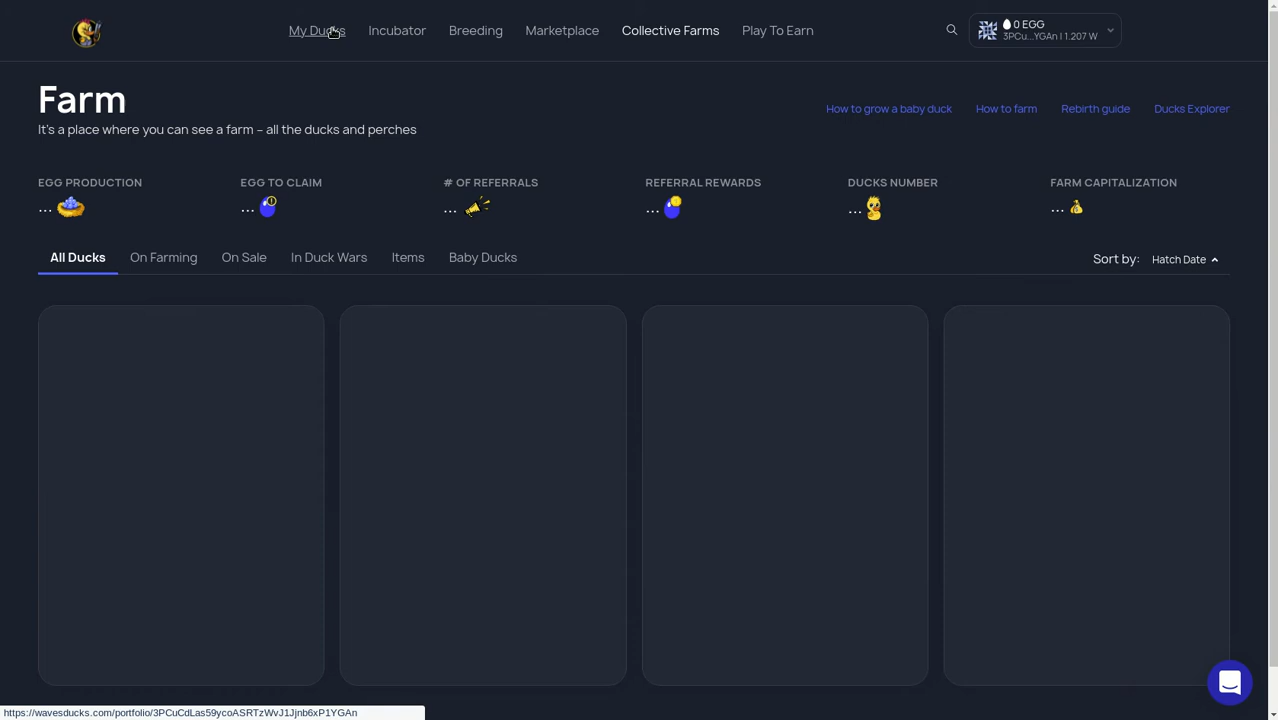 My Ducks Incubator Breeding Marketplace Collective Farms Play To Earn
0 EGG
3PCu...YGAn | 1.207 W
Farm
It's a place where you can see a farm – all the ducks and perches
How to grow a baby duck How to farm Rebirth guide Ducks Explorer
EGG PRODUCTION EGG TO CLAIM # OF REFERRALS REFERRAL REWARDS DUCKS NUMBER FARM CAPITALIZATION
... ... ... ... ... ...
All Ducks On Farming On Sale In Duck Wars Items Baby Ducks Sort by: Hatch Date
https://wavesducks.com/portfolio/3PCuCdLas59ycoASRTzWvJ1Jjnb6xP1YGAn